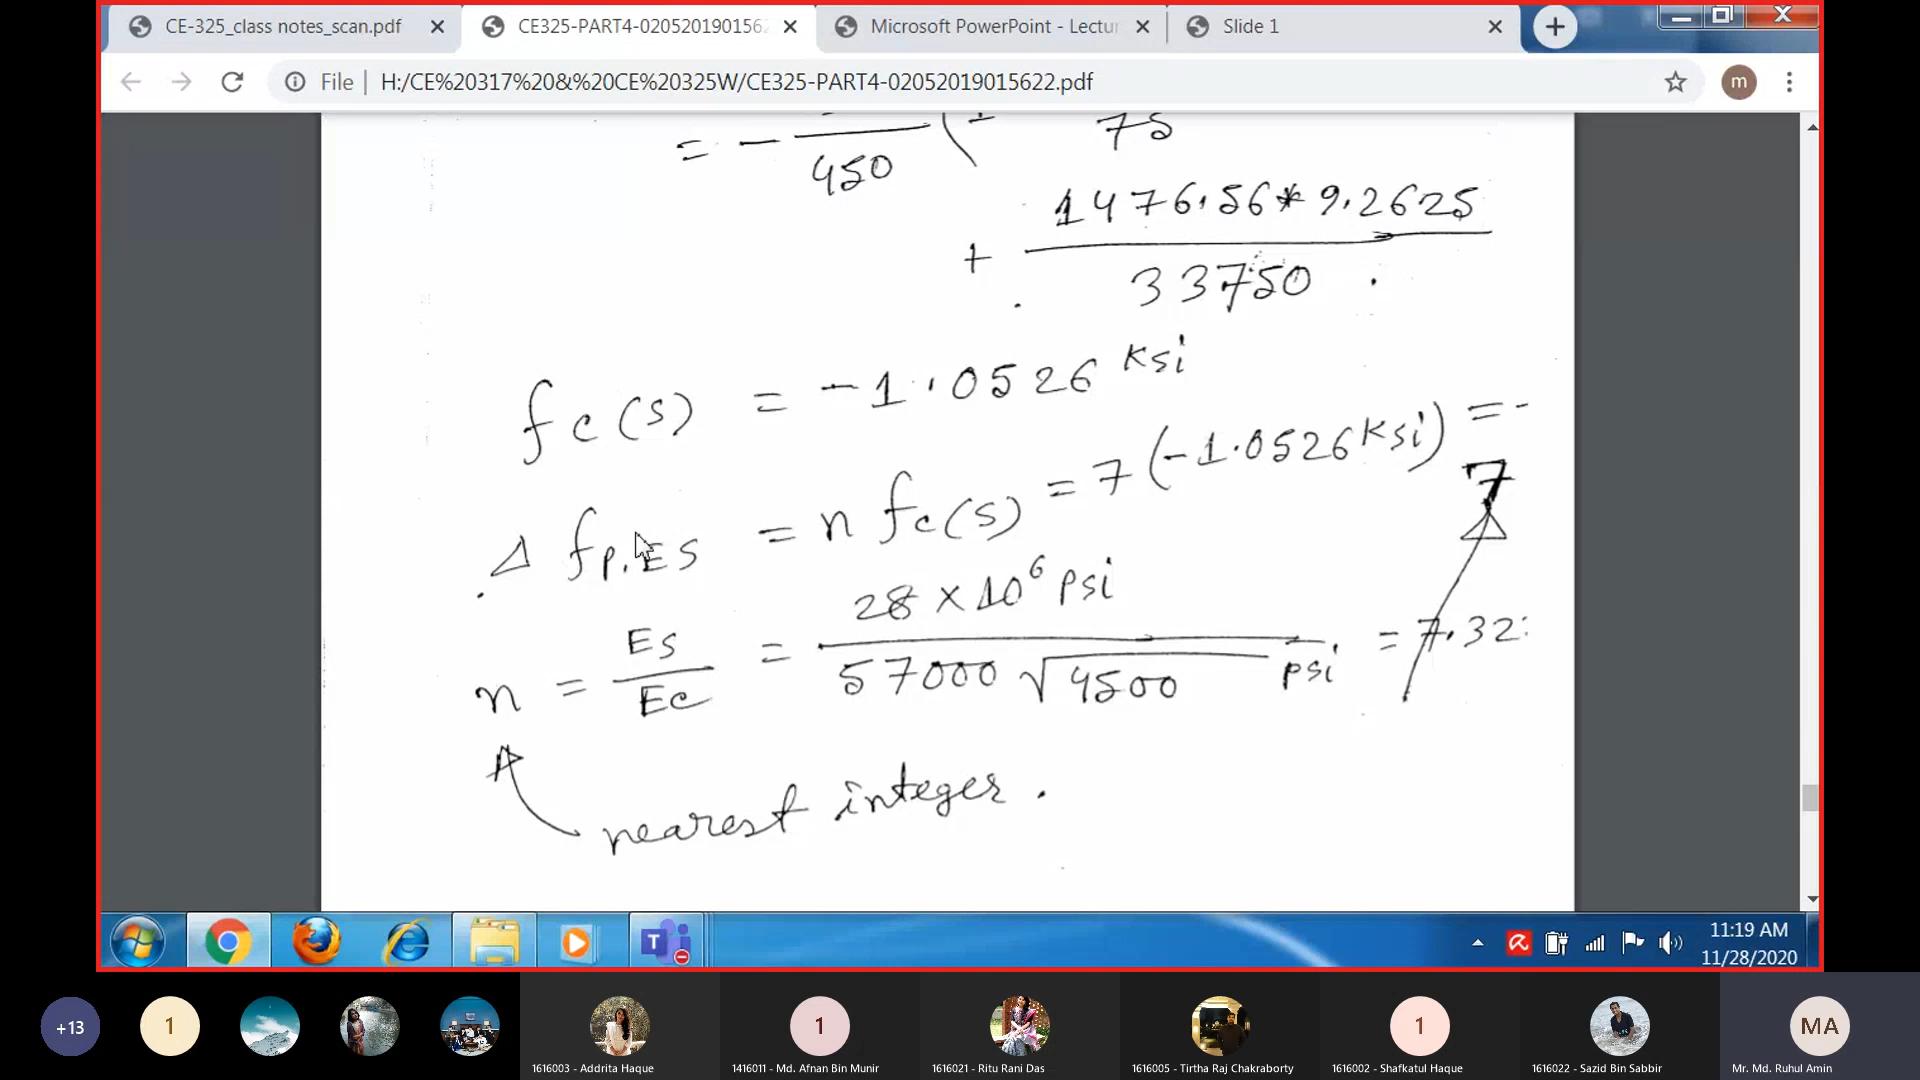 CE-325_class notes_scan.pdf
CE325-PART4-0205201901562
Microsoft PowerPoint - Lectur
Slide 1
File | H:/CE%20317%20&%20CE%20325W/CE325-PART4-02052019015622.pdf
m
= - 450 ( 75
+ 1476.56*9.2625
33750
fc(s) = -1.0526 ksi
Δ fp,ES = n fc(s) = 7 (-1.0526 ksi) = -
7
n = Es / Ec = 28 × 10^6 psi / 57000 √4500 psi = 7.32
nearest integer.
11:19 AM
11/28/2020
+13
1
1
1
MA
1616003 - Addrita Haque
1416011 - Md. Afnan Bin Munir
1616021 - Ritu Rani Das
1616005 - Tirtha Raj Chakraborty
1616002 - Shafkatul Haque
1616022 - Sazid Bin Sabbir
Mr. Md. Ruhul Amin